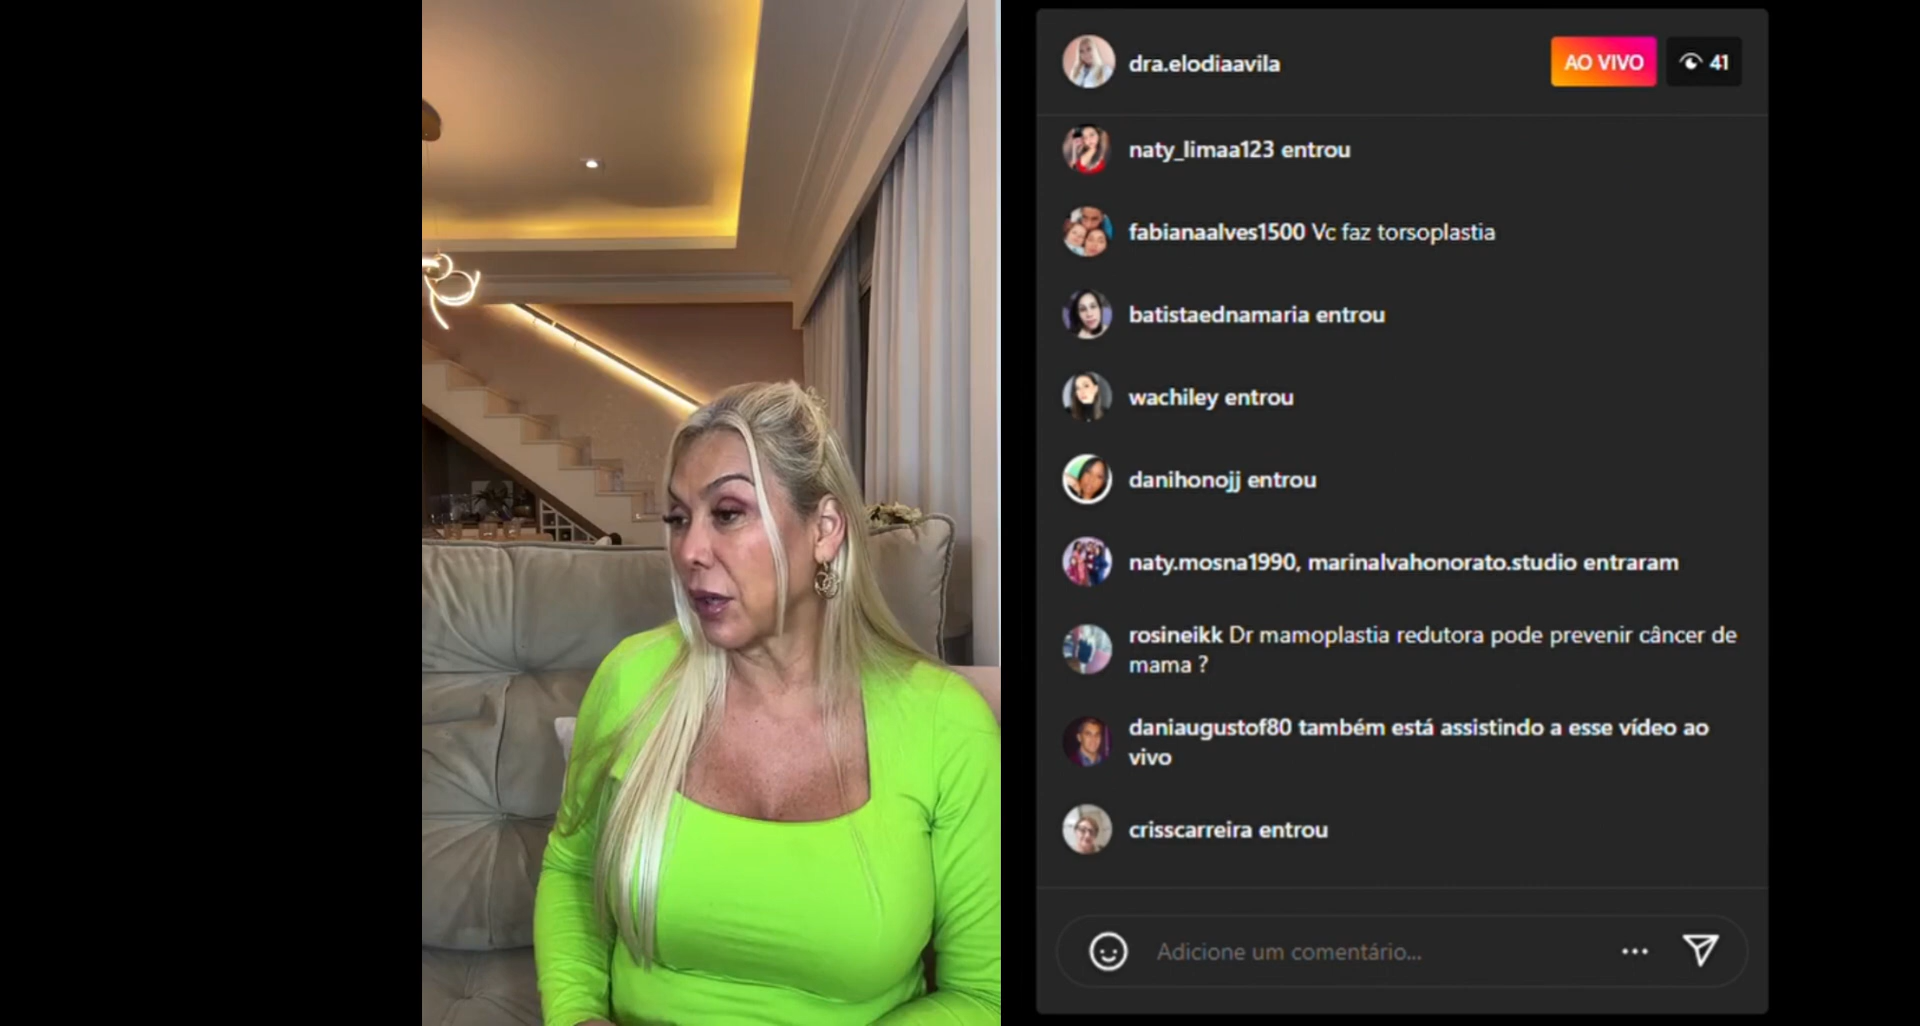 dra.elodiaavila
AO VIVO
41
naty_limaa123 entrou
fabianaalves1500 Vc faz torsoplastia
batistaednamaria entrou
wachiley entrou
danihonojj entrou
naty.mosna1990, marinalvahonorato.studio entraram
rosineikk Dr mamoplastia redutora pode prevenir câncer de
mama ?
daniaugustof80 também está assistindo a esse vídeo ao
vivo
crisscarreira entrou
Adicione um comentário...